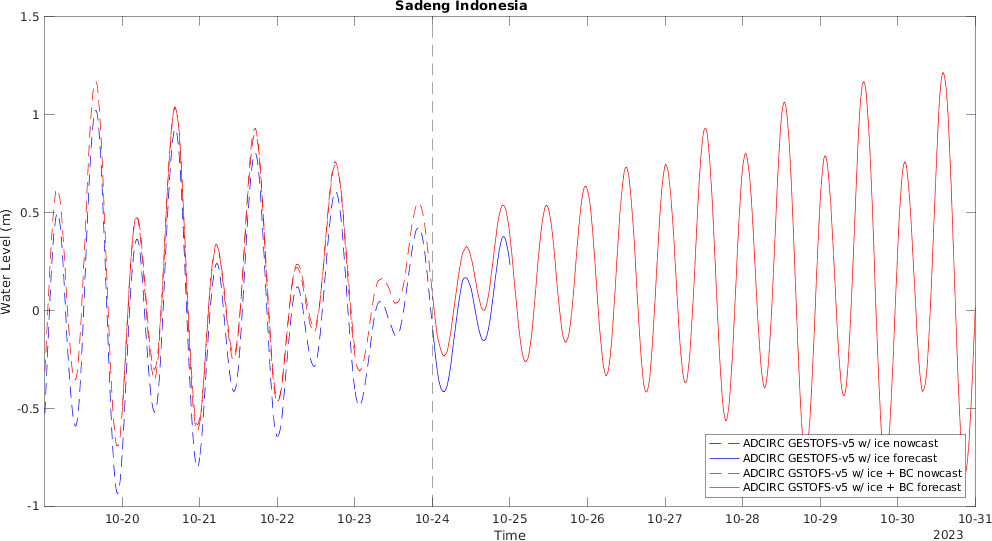 Sadeng Indonesia
1.5
1
0.5
0
-0.5
-1
Water Level (m)
ADCIRC GESTOFS-v5 w/ ice nowcast
ADCIRC GESTOFS-v5 w/ ice forecast
ADCIRC GSTOFS-v5 w/ ice + BC nowcast
ADCIRC GSTOFS-v5 w/ ice + BC forecast
10-20 10-21 10-22 10-23 10-24 10-25 10-26 10-27 10-28 10-29 10-30 10-31
Time
2023